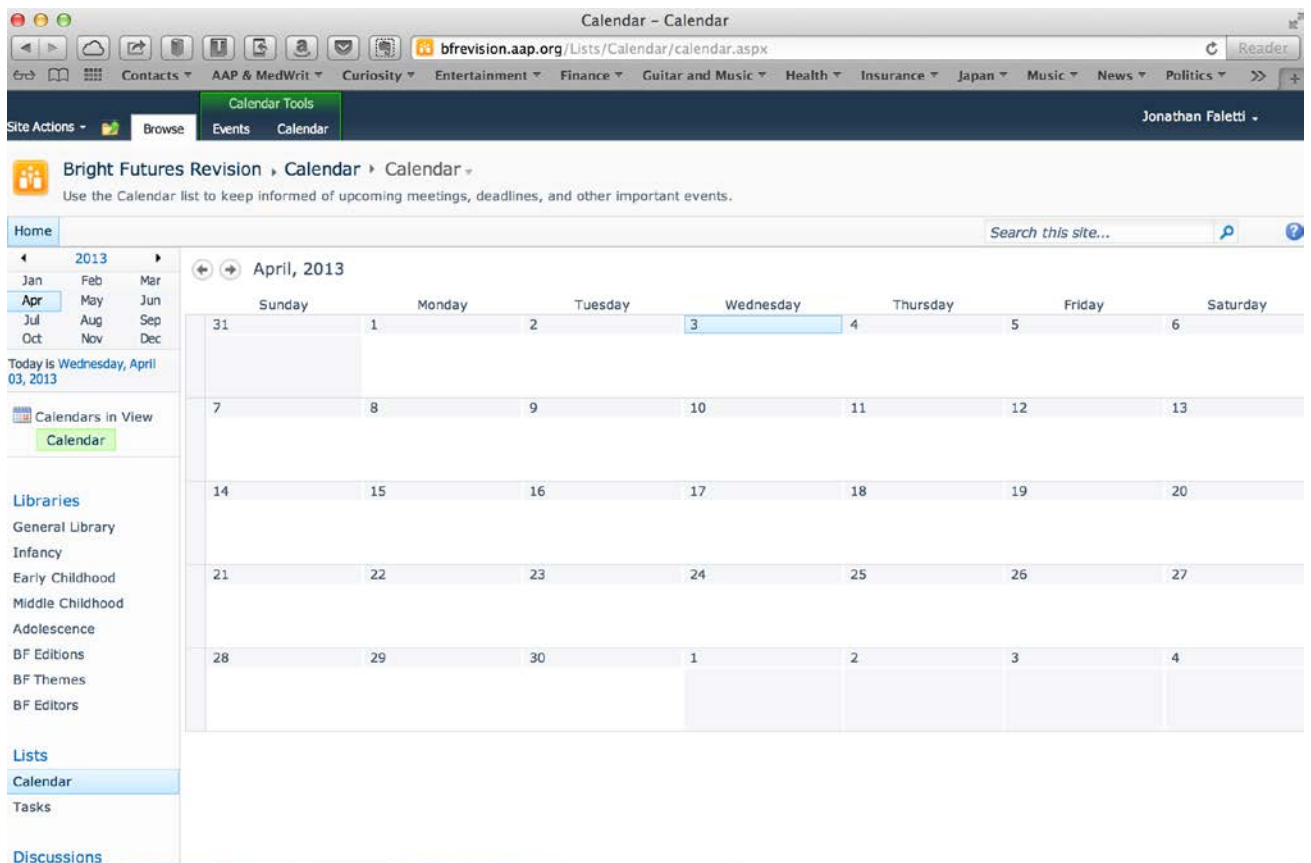 Calendar – Calendar
bfrevision.aap.org/Lists/Calendar/calendar.aspx
Reader
Contacts AAP & MedWrit Curiosity Entertainment Finance Guitar and Music Health Insurance Japan Music News Politics >> +
Calendar Tools
Site Actions Browse Events Calendar
Jonathan Faletti
Bright Futures Revision Calendar Calendar
Use the Calendar list to keep informed of upcoming meetings, deadlines, and other important events.
Home
Search this site...
2013
Jan Feb Mar
Apr May Jun
Jul Aug Sep
Oct Nov Dec
Today is Wednesday, April
03, 2013
Calendars in View
Calendar
Libraries
General Library
Infancy
Early Childhood
Middle Childhood
Adolescence
BF Editions
BF Themes
BF Editors
Lists
Calendar
Tasks
Discussions
April, 2013
Sunday Monday Tuesday Wednesday Thursday Friday Saturday
31 1 2 3 4 5 6
7 8 9 10 11 12 13
14 15 16 17 18 19 20
21 22 23 24 25 26 27
28 29 30 1 2 3 4